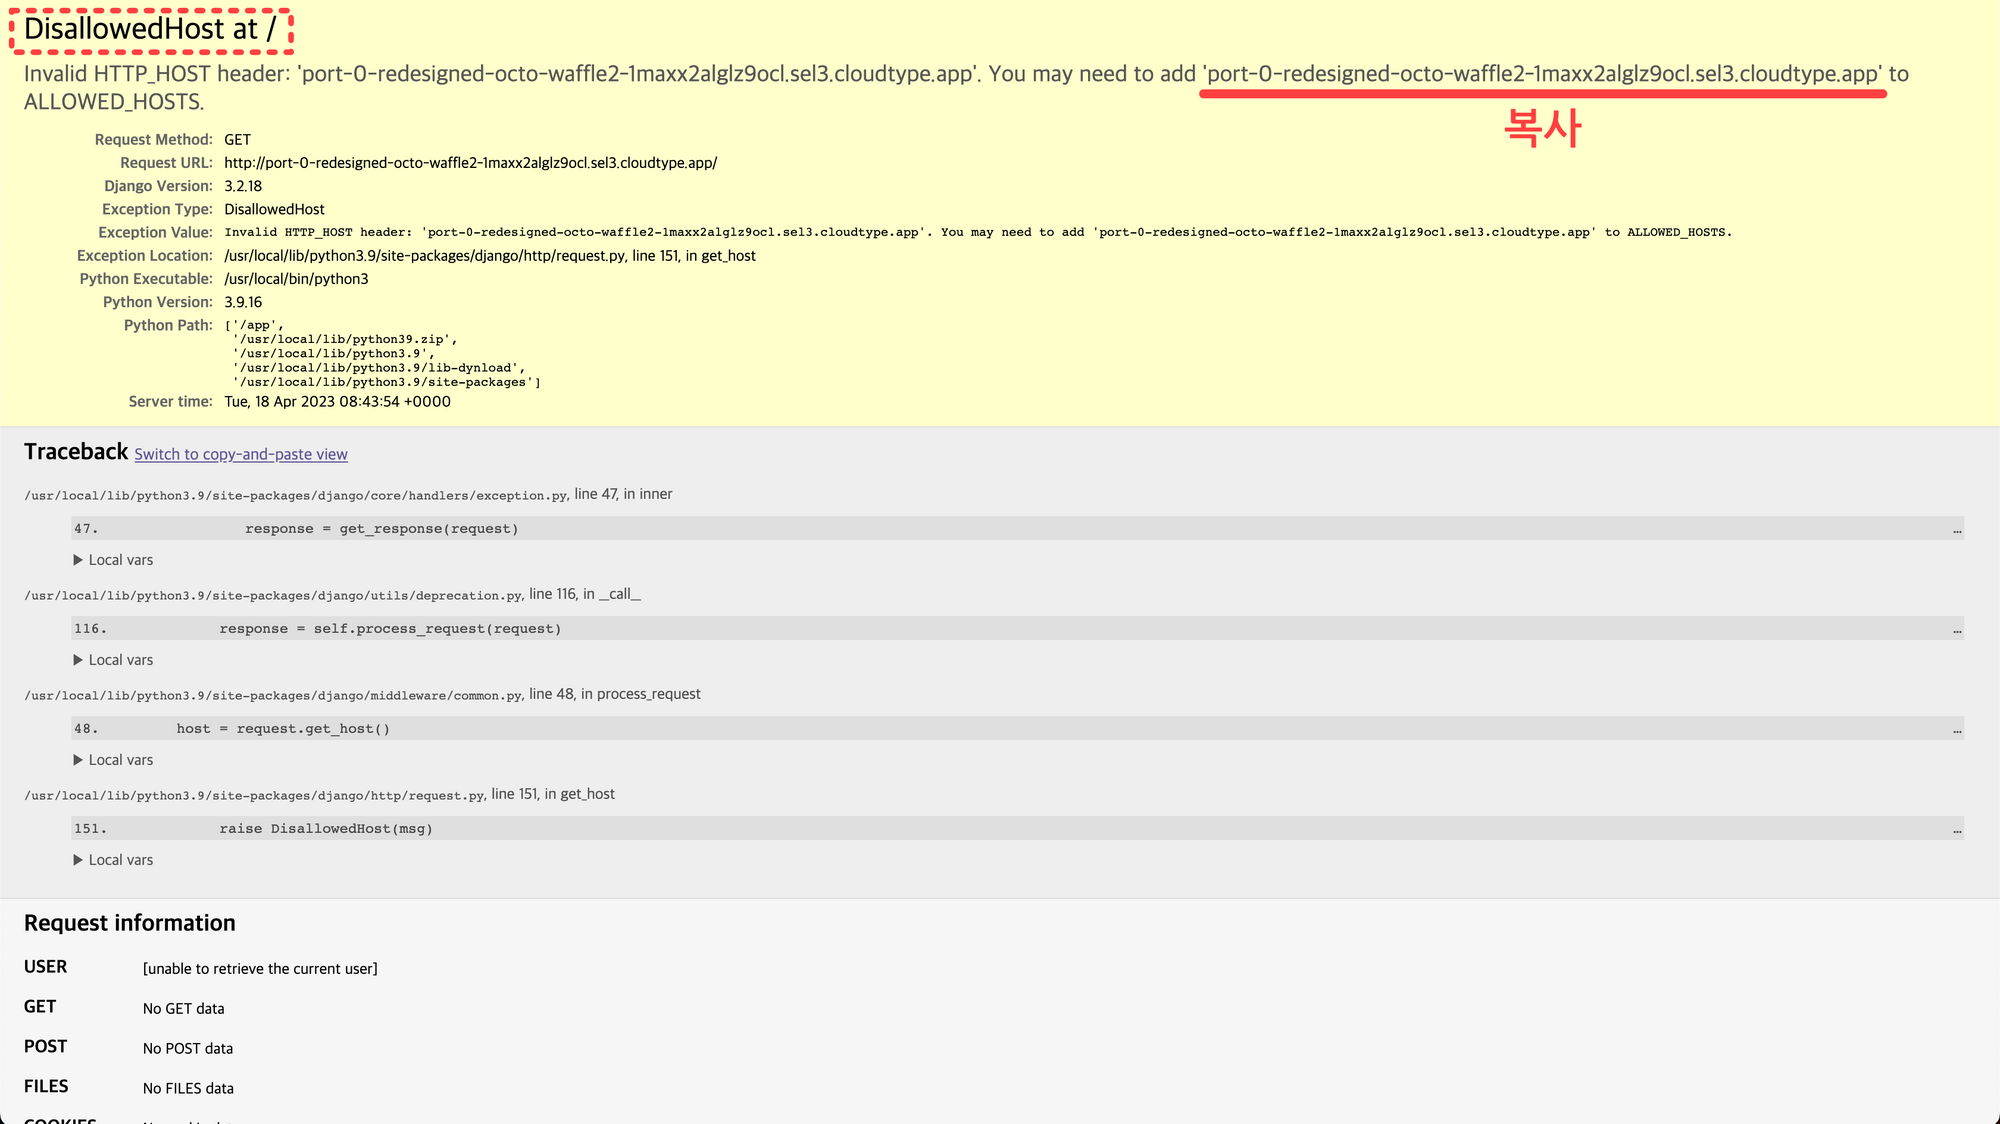 DisallowedHost at /
Invalid HTTP_HOST header: 'port-0-redesigned-octo-waffle2-1maxx2alglz9ocl.sel3.cloudtype.app'. You may need to add 'port-0-redesigned-octo-waffle2-1maxx2alglz9ocl.sel3.cloudtype.app' to
ALLOWED_HOSTS.
복사
Request Method: GET
Request URL: http://port-0-redesigned-octo-waffle2-1maxx2alglz9ocl.sel3.cloudtype.app/
Django Version: 3.2.18
Exception Type: DisallowedHost
Exception Value: Invalid HTTP_HOST header: 'port-0-redesigned-octo-waffle2-1maxx2alglz9ocl.sel3.cloudtype.app'. You may need to add 'port-0-redesigned-octo-waffle2-1maxx2alglz9ocl.sel3.cloudtype.app' to ALLOWED_HOSTS.
Exception Location: /usr/local/lib/python3.9/site-packages/django/http/request.py, line 151, in get_host
Python Executable: /usr/local/bin/python3
Python Version: 3.9.16
Python Path: ['/app',
'/usr/local/lib/python39.zip',
'/usr/local/lib/python3.9',
'/usr/local/lib/python3.9/lib-dynload',
'/usr/local/lib/python3.9/site-packages']
Server time: Tue, 18 Apr 2023 08:43:54 +0000
Traceback Switch to copy-and-paste view
/usr/local/lib/python3.9/site-packages/django/core/handlers/exception.py, line 47, in inner
47. response = get_response(request) …
▶ Local vars
/usr/local/lib/python3.9/site-packages/django/utils/deprecation.py, line 116, in __call__
116. response = self.process_request(request) …
▶ Local vars
/usr/local/lib/python3.9/site-packages/django/middleware/common.py, line 48, in process_request
48. host = request.get_host() …
▶ Local vars
/usr/local/lib/python3.9/site-packages/django/http/request.py, line 151, in get_host
151. raise DisallowedHost(msg) …
▶ Local vars
Request information
USER [unable to retrieve the current user]
GET No GET data
POST No POST data
FILES No FILES data